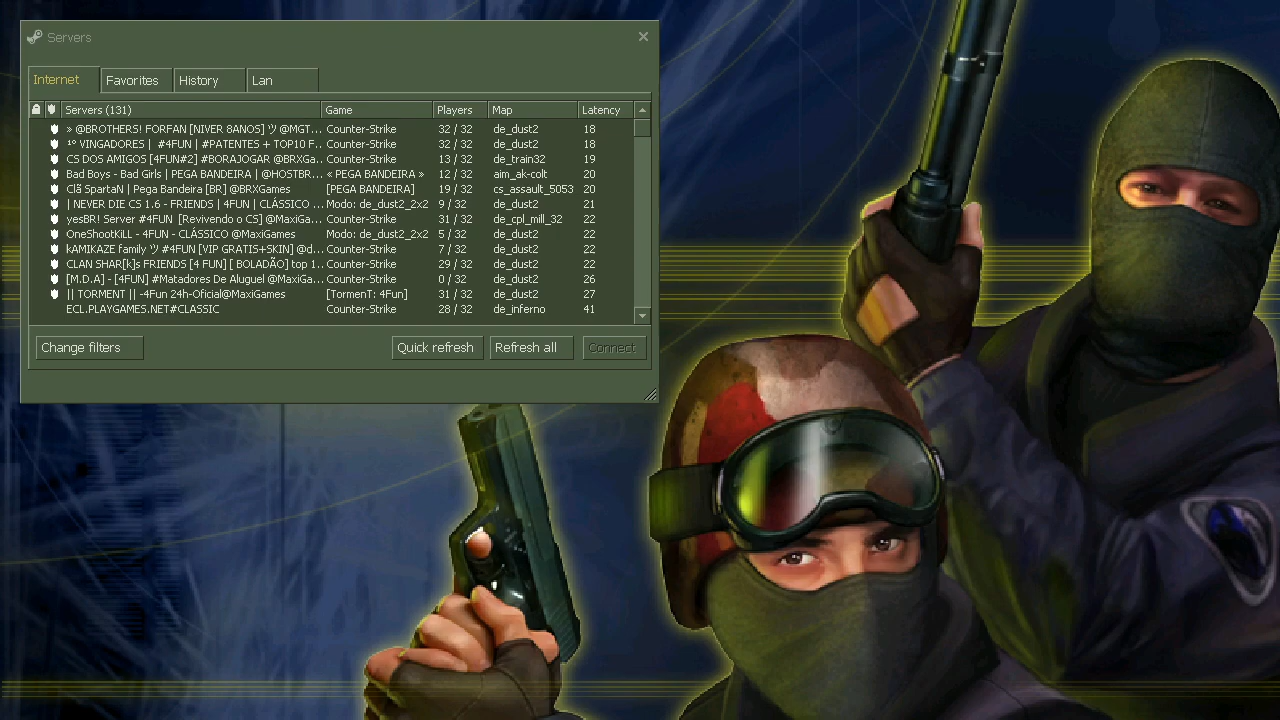 Servers
Internet Favorites History Lan
Servers (131) Game Players Map Latency
» @BROTHERS! FORFAN [NIVER 8ANOS] ツ @MGT... Counter-Strike 32 / 32 de_dust2 18
1º VINGADORES | #4FUN | #PATENTES + TOP10 F... Counter-Strike 32 / 32 de_dust2 18
CS DOS AMIGOS [4FUN#2] #BORAJOGAR @BRXGa... Counter-Strike 13 / 32 de_train32 19
Bad Boys - Bad Girls | PEGA BANDEIRA | @HOSTBR... « PEGA BANDEIRA » 12 / 32 aim_ak-colt 20
Clã SpartaN | Pega Bandeira [BR] @BRXGames [PEGA BANDEIRA] 19 / 32 cs_assault_5053 20
| NEVER DIE CS 1.6 - FRIENDS | 4FUN | CLÁSSICO ... Modo: de_dust2_2x2 9 / 32 de_dust2 21
yesBR! Server #4FUN [Revivendo o CS] @MaxiGa... Counter-Strike 31 / 32 de_cpl_mill_32 22
OneShootKiLL - 4FUN - CLÁSSICO @MaxiGames Modo: de_dust2_2x2 5 / 32 de_dust2 22
kAMIKAZE family ツ #4FUN [VIP GRATIS+SKIN] @d... Counter-Strike 7 / 32 de_dust2 22
CLAN SHAR[k]s FRIENDS [4 FUN] [ BOLADÃO] top 1... Counter-Strike 29 / 32 de_dust2 22
[M.D.A] - [4FUN] #Matadores De Aluguel @MaxiGa... Counter-Strike 0 / 32 de_dust2 26
|| TORMENT || -4Fun 24h-Oficial@MaxiGames [TormenT: 4Fun] 31 / 32 de_dust2 27
ECL.PLAYGAMES.NET#CLASSIC Counter-Strike 28 / 32 de_inferno 41
Change filters Quick refresh Refresh all Connect